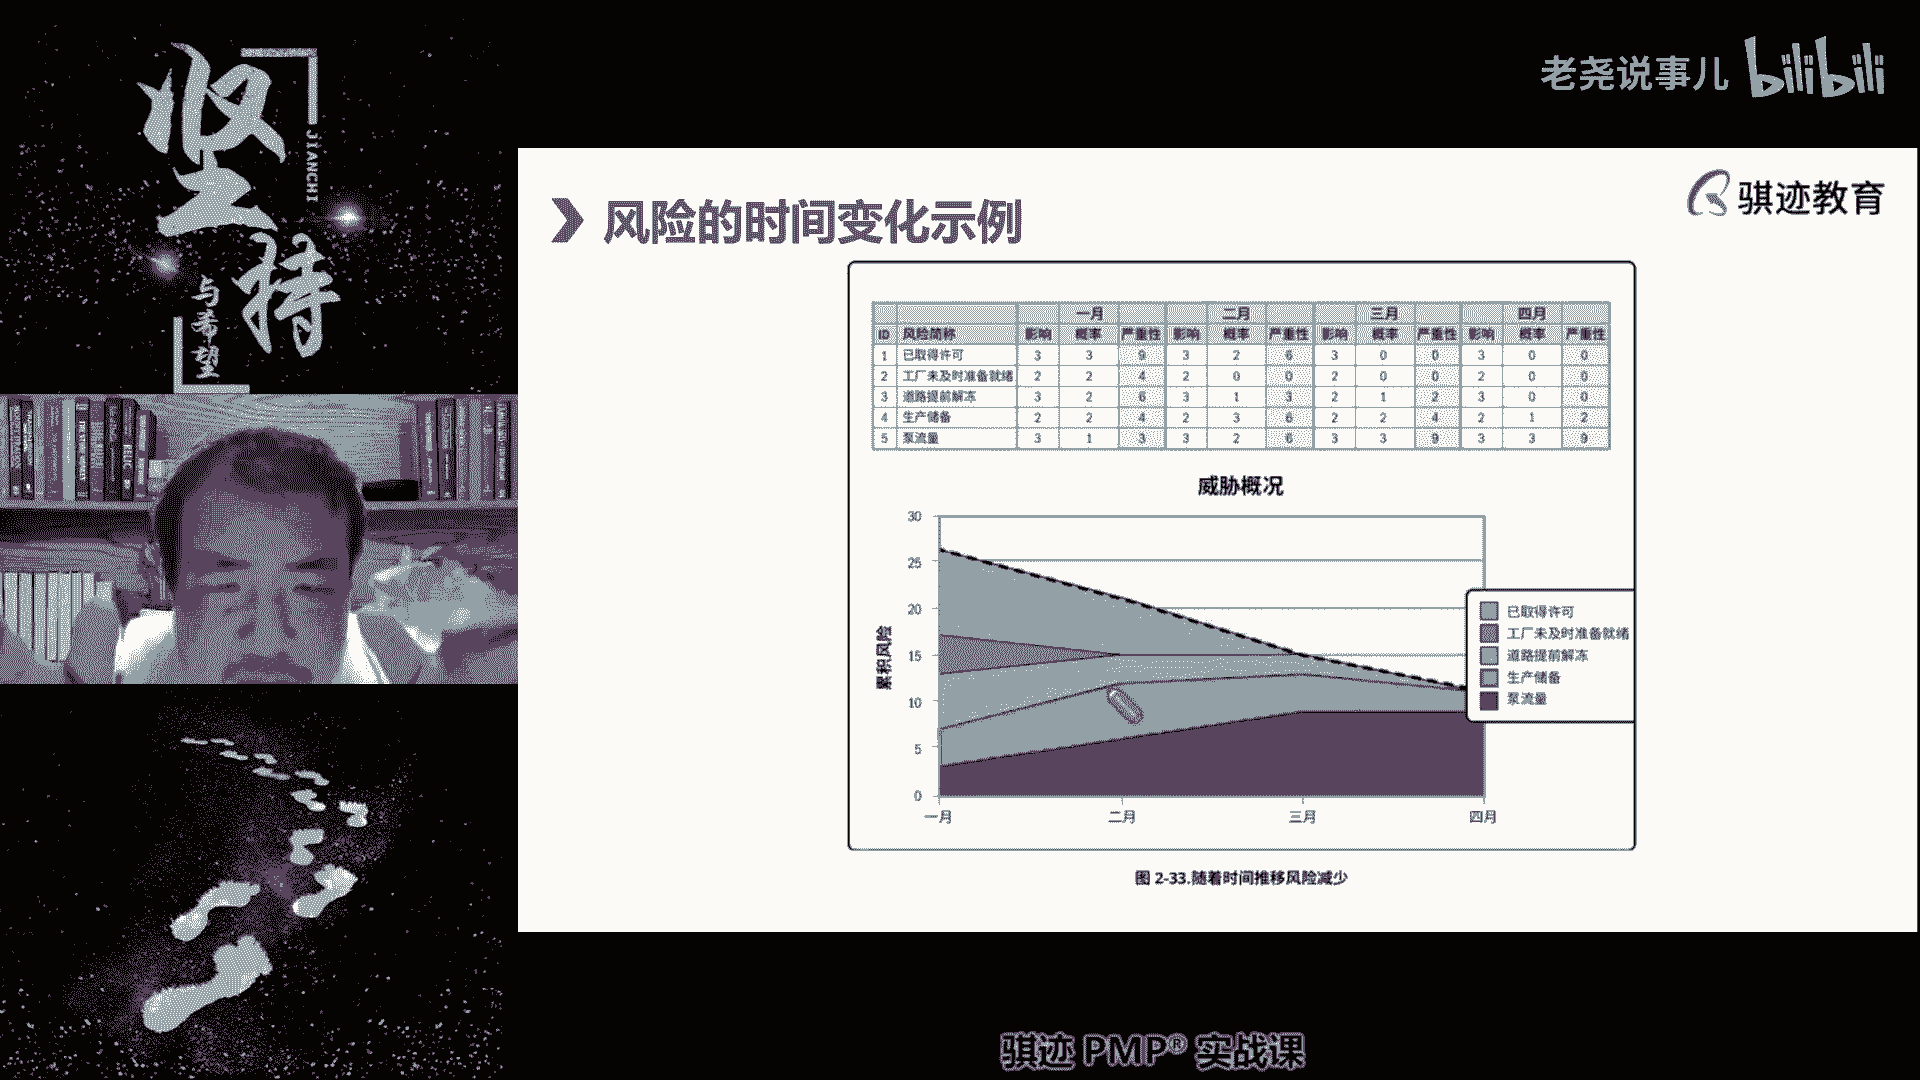 坚持
JIANCHI
与希望
老尧说事儿 bilibili
骐迹教育
风险的时间变化示例
一月 二月 三月 四月
ID 风险简称 影响 概率 严重性 影响 概率 严重性 影响 概率 严重性 影响 概率 严重性
1 已取得许可 3 3 9 3 2 6 3 0 0 3 0 0
2 工厂未及时准备就绪 2 2 4 2 0 0 2 0 0 2 0 0
3 道路提前解冻 3 2 6 3 1 3 2 1 2 3 0 0
4 生产储备 2 2 4 2 3 6 2 2 4 2 1 2
5 泵流量 3 1 3 3 2 6 3 3 9 3 3 9
威胁概况
累积风险
30
25
20
15
10
5
0
一月 二月 三月 四月
已取得许可
工厂未及时准备就绪
道路提前解冻
生产储备
泵流量
图 2-33.随着时间推移风险减少
骐迹 PMP® 实战课